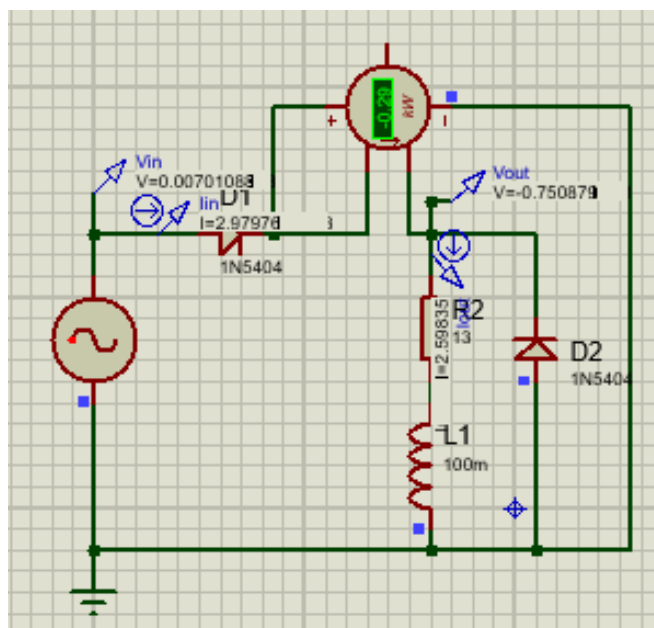 -0.29
kW
+
-
Vin
V=0.00701088
Iin
D1
I=2.97976
1N5404
Vout
V=-0.750879
R2
13
I=2.59835
D2
1N5404
L1
100m